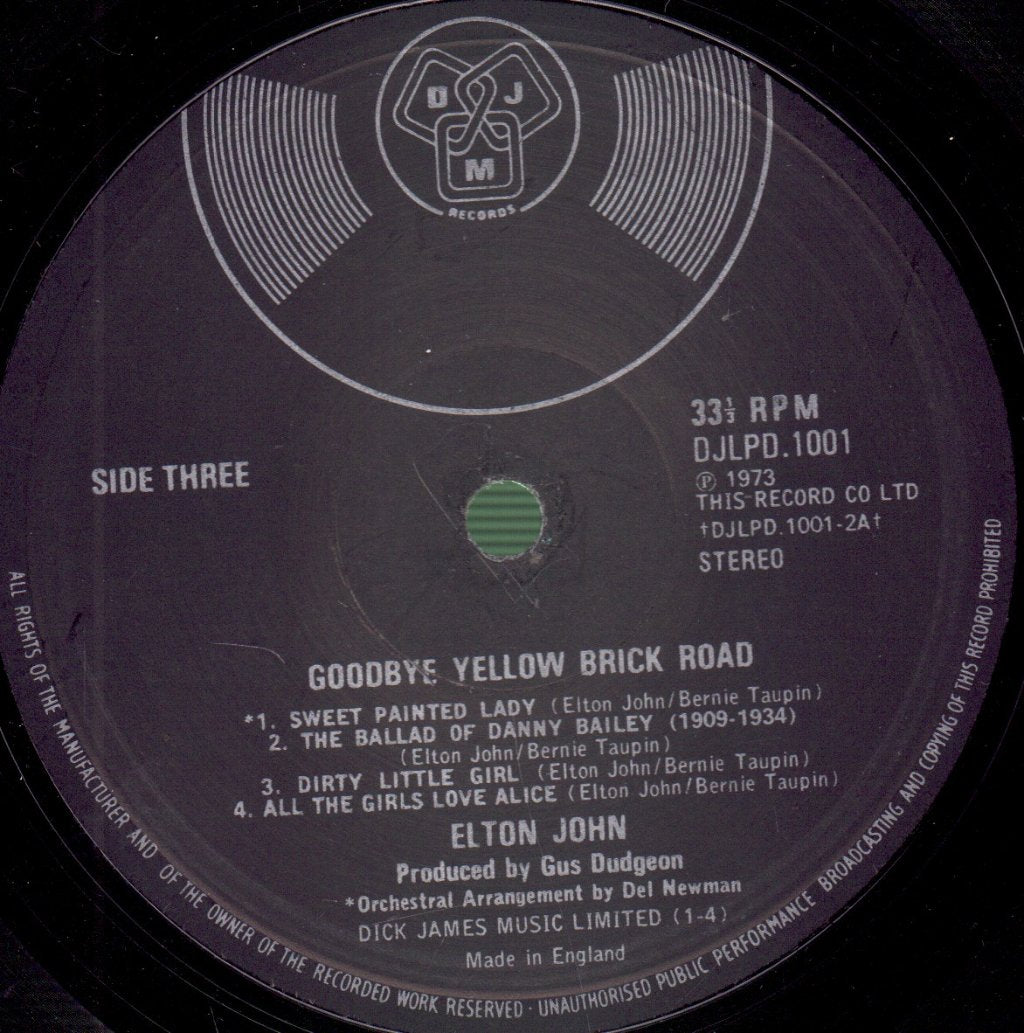 D J
M
RECORDS
33⅓ RPM
DJLPD.1001
SIDE THREE
℗ 1973
THIS RECORD CO LTD
†DJLPD.1001-2A†
STEREO
GOODBYE YELLOW BRICK ROAD
*1. SWEET PAINTED LADY (Elton John/Bernie Taupin)
2. THE BALLAD OF DANNY BAILEY (1909-1934)
(Elton John/Bernie Taupin)
3. DIRTY LITTLE GIRL (Elton John/Bernie Taupin)
4. ALL THE GIRLS LOVE ALICE (Elton John/Bernie Taupin)
ELTON JOHN
Produced by Gus Dudgeon
*Orchestral Arrangement by Del Newman
DICK JAMES MUSIC LIMITED (1-4)
Made in England
ALL RIGHTS OF THE MANUFACTURER AND OF THE OWNER OF THE RECORDED WORK RESERVED · UNAUTHORISED PUBLIC PERFORMANCE BROADCASTING AND COPYING OF THIS RECORD PROHIBITED